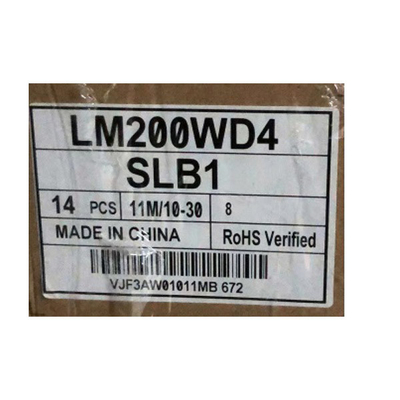 LM200WD4
SLB1
14 PCS 11M/10-30 8
MADE IN CHINA RoHS Verified
VJF3AW01011MB 672